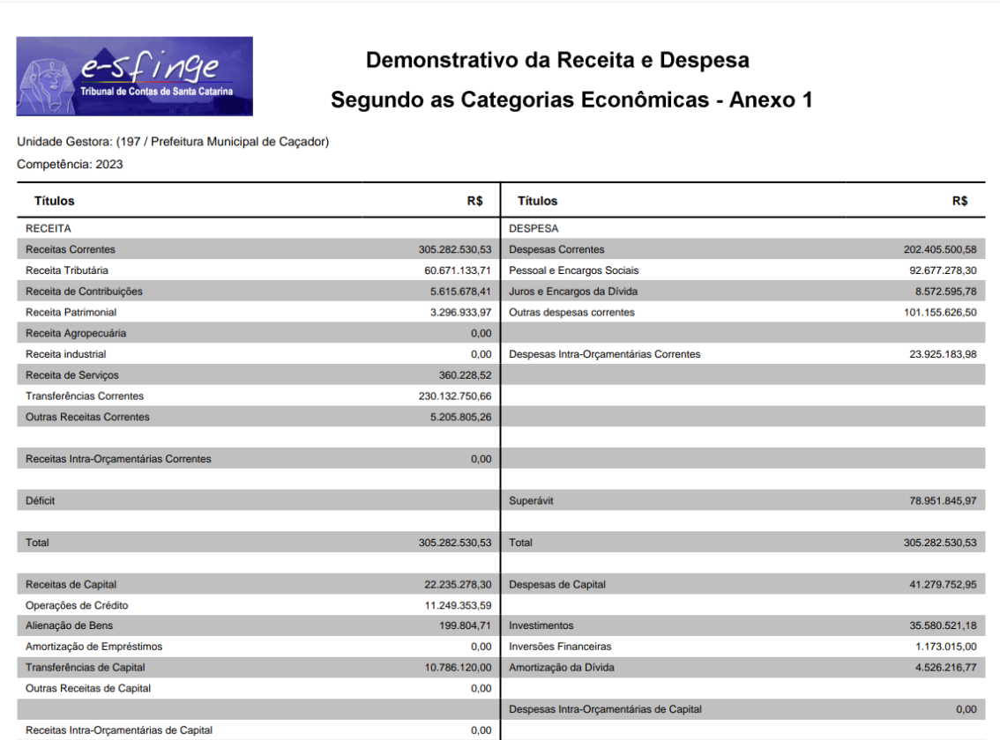 e-sfinge
Tribunal de Contas de Santa Catarina
Demonstrativo da Receita e Despesa
Segundo as Categorias Econômicas - Anexo 1
Unidade Gestora: (197 / Prefeitura Municipal de Caçador)
Competência: 2023
Títulos R$ Títulos R$
RECEITA DESPESA
Receitas Correntes 305.282.530,53 Despesas Correntes 202.405.500,58
Receita Tributária 60.671.133,71 Pessoal e Encargos Sociais 92.677.278,30
Receita de Contribuições 5.615.678,41 Juros e Encargos da Dívida 8.572.595,78
Receita Patrimonial 3.296.933,97 Outras despesas correntes 101.155.626,50
Receita Agropecuária 0,00
Receita industrial 0,00 Despesas Intra-Orçamentárias Correntes 23.925.183,98
Receita de Serviços 360.228,52
Transferências Correntes 230.132.750,66
Outras Receitas Correntes 5.205.805,26
Receitas Intra-Orçamentárias Correntes 0,00
Déficit Superávit 78.951.845,97
Total 305.282.530,53 Total 305.282.530,53
Receitas de Capital 22.235.278,30 Despesas de Capital 41.279.752,95
Operações de Crédito 11.249.353,59
Alienação de Bens 199.804,71 Investimentos 35.580.521,18
Amortização de Empréstimos 0,00 Inversões Financeiras 1.173.015,00
Transferências de Capital 10.786.120,00 Amortização da Dívida 4.526.216,77
Outras Receitas de Capital 0,00
Despesas Intra-Orçamentárias de Capital 0,00
Receitas Intra-Orçamentárias de Capital 0,00